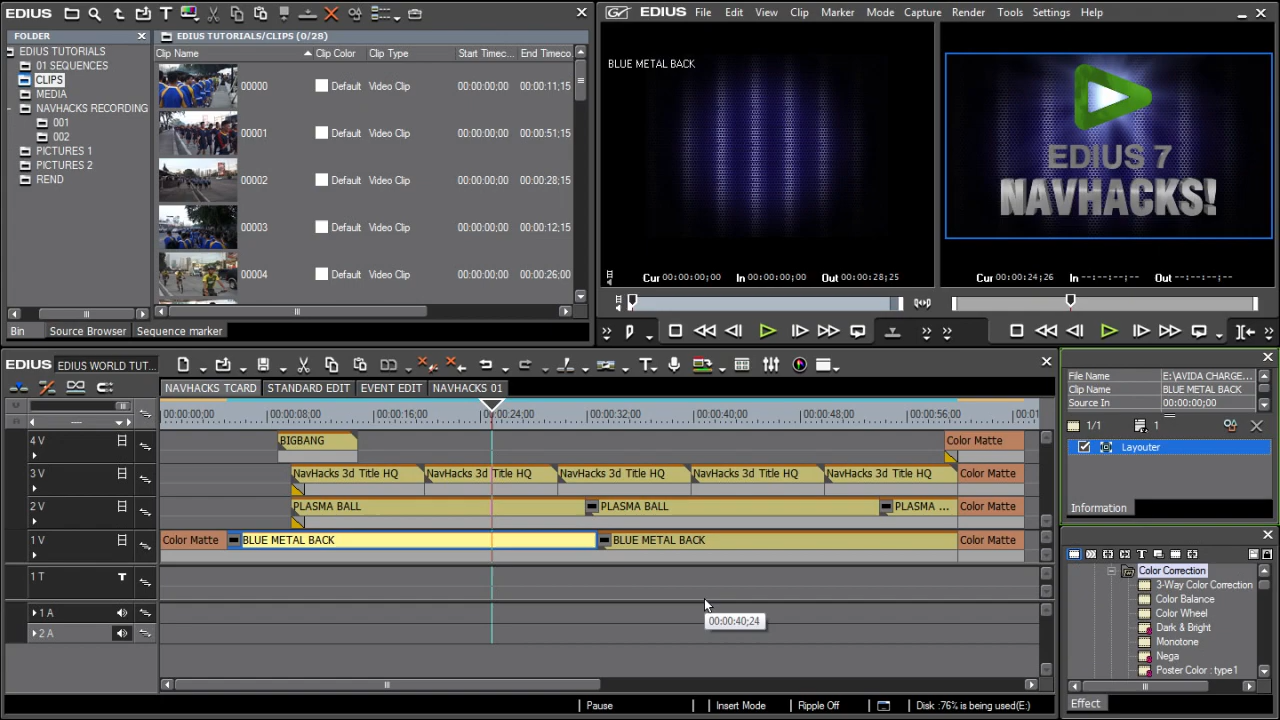 EDIUS
FOLDER
EDIUS TUTORIALS
01 SEQUENCES
CLIPS
MEDIA
NAVHACKS RECORDING
001
002
PICTURES 1
PICTURES 2
REND
EDIUS TUTORIALS/CLIPS (0/28)
Clip Name Clip Color Clip Type Start Timec... End Timeco
00000 Default Video Clip 00:00:00;00 00:00:11;15
00001 Default Video Clip 00:00:00;00 00:00:51;15
00002 Default Video Clip 00:00:00;00 00:00:28;15
00003 Default Video Clip 00:00:00;00 00:00:12;15
00004 Default Video Clip 00:00:00;00 00:00:26;00
Bin Source Browser Sequence marker
EDIUS File Edit View Clip Marker Mode Capture Render Tools Settings Help
BLUE METAL BACK
EDIUS 7
NAVHACKS!
Cur 00:00:00;00 In 00:00:00;00 Out 00:00:28;25
Cur 00:00:24;26 In --:--:--;-- Out --:--:--;--
EDIUS EDIUS WORLD TUT...
NAVHACKS TCARD STANDARD EDIT EVENT EDIT NAVHACKS 01
00:00:00;00 00:00:08;00 00:00:16;00 00:00:24;00 00:00:32;00 00:00:40;00 00:00:48;00 00:00:56;00 00:01
4 V BIGBANG Color Matte
3 V NavHacks 3d Title HQ NavHacks 3d Title HQ NavHacks 3d Title HQ NavHacks 3d Title HQ NavHacks 3d Title HQ Color Matte
2 V PLASMA BALL PLASMA BALL PLASMA ... Color Matte
1 V Color Matte BLUE METAL BACK BLUE METAL BACK Color Matte
1 T T
1 A
2 A
00:00:40;24
Pause Insert Mode Ripple Off Disk :76% is being used(E:)
File Name E:\AVIDA CHARGE...
Clip Name BLUE METAL BACK
Source In 00:00:00;00
1/1 1
Layouter
Information
Color Correction
3-Way Color Correction
Color Balance
Color Wheel
Dark & Bright
Monotone
Nega
Poster Color : type1
Effect